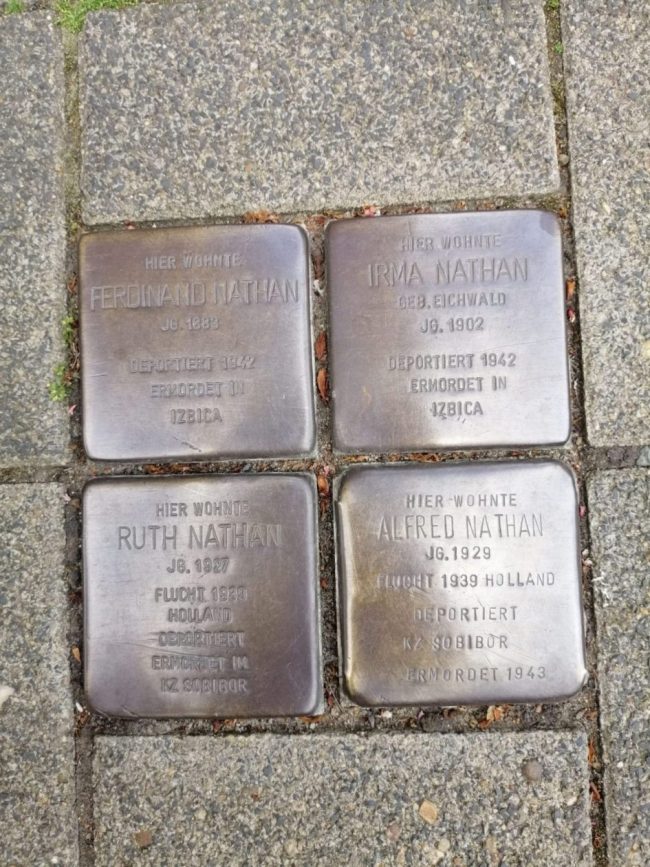 HIER WOHNTE
FERDINAND NATHAN
JG. 1883
DEPORTIERT 1942
ERMORDET IN
IZBICA
HIER WOHNTE
IRMA NATHAN
GEB. EICHWALD
JG. 1902
DEPORTIERT 1942
ERMORDET IN
IZBICA
HIER WOHNTE
RUTH NATHAN
JG. 1927
FLUCHT 1939
HOLLAND
DEPORTIERT
ERMORDET IM
KZ SOBIBOR
HIER WOHNTE
ALFRED NATHAN
JG. 1929
FLUCHT 1939 HOLLAND
DEPORTIERT
KZ SOBIBOR
ERMORDET 1943